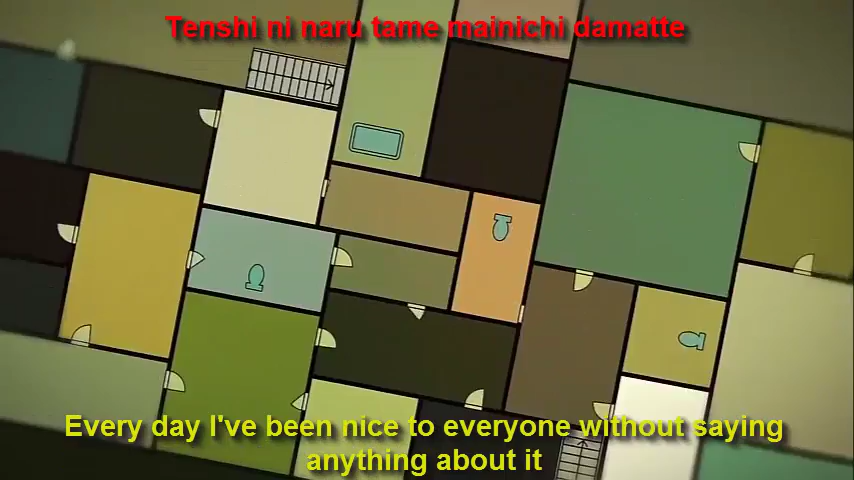 Tenshi ni naru tame mainichi damatte
Every day I've been nice to everyone without saying
anything about it